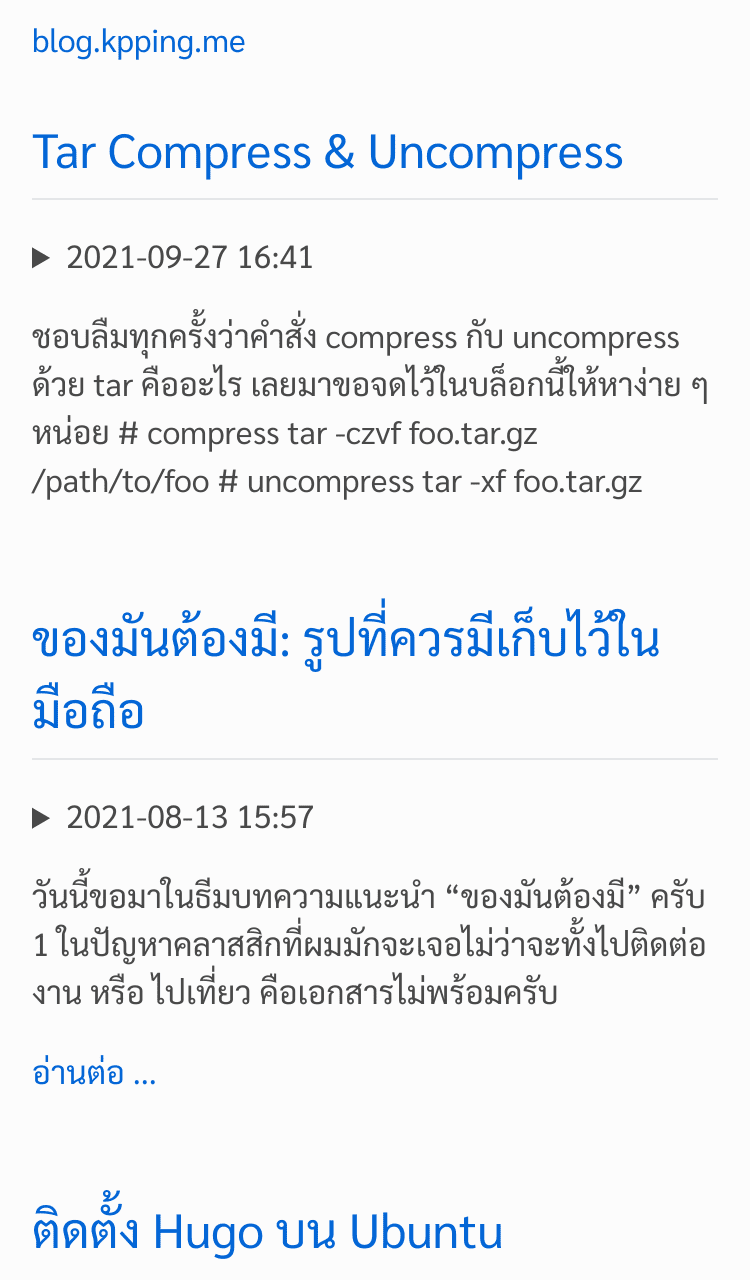 blog.kpping.me
Tar Compress & Uncompress
2021-09-27 16:41
ชอบลืมทุกครั้งว่าคำสั่ง compress กับ uncompress
ด้วย tar คืออะไร เลยมาขอจดไว้ในบล็อกนี้ให้หาง่าย ๆ
หน่อย # compress tar -czvf foo.tar.gz
/path/to/foo # uncompress tar -xf foo.tar.gz
ของมันต้องมี: รูปที่ควรมีเก็บไว้ใน
มือถือ
2021-08-13 15:57
วันนี้ขอมาในธีมบทความแนะนำ “ของมันต้องมี” ครับ
1 ในปัญหาคลาสสิกที่ผมมักจะเจอไม่ว่าจะทั้งไปติดต่อ
งาน หรือ ไปเที่ยว คือเอกสารไม่พร้อมครับ
อ่านต่อ ...
ติดตั้ง Hugo บน Ubuntu